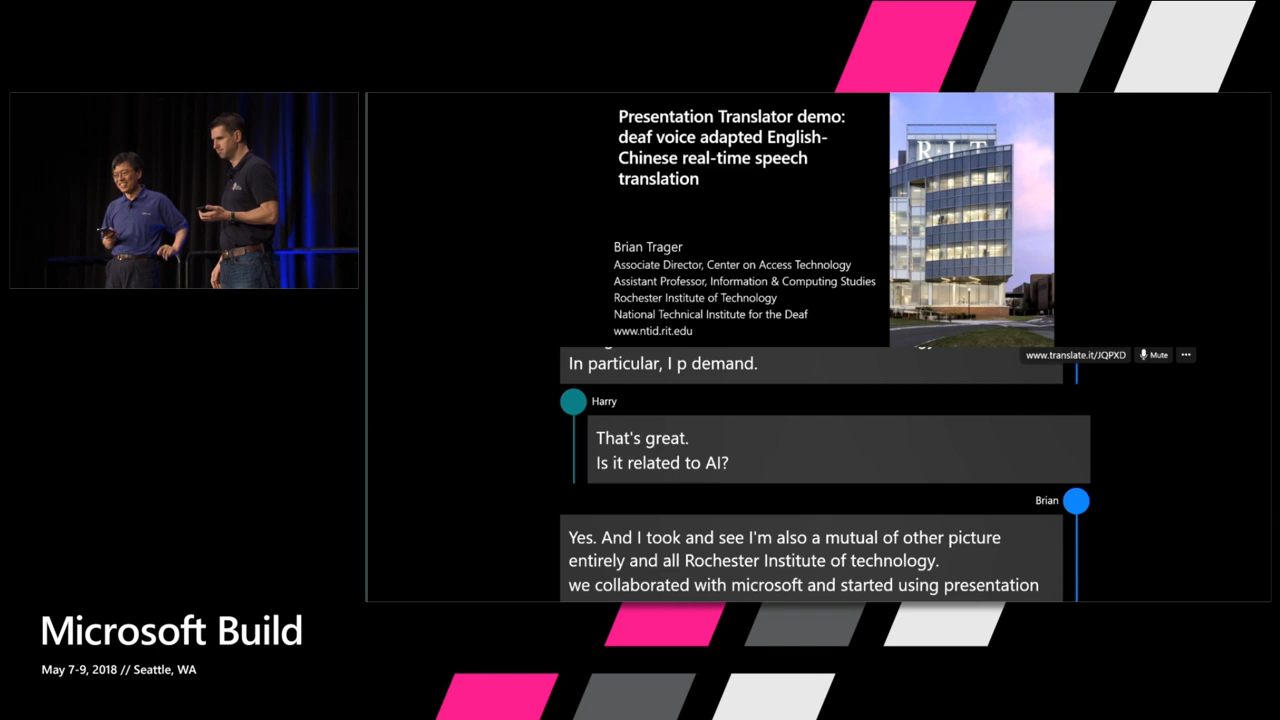 Presentation Translator demo:
deaf voice adapted English-
Chinese real-time speech
translation
R·I·T
Brian Trager
Associate Director, Center on Access Technology
Assistant Professor, Information & Computing Studies
Rochester Institute of Technology
National Technical Institute for the Deaf
www.ntid.rit.edu
www.translate.it/JQPXD
Mute
In particular, I p demand.
Harry
That's great.
Is it related to AI?
Brian
Yes. And I took and see I'm also a mutual of other picture
entirely and all Rochester Institute of technology.
we collaborated with microsoft and started using presentation
Microsoft Build
May 7-9, 2018 // Seattle, WA